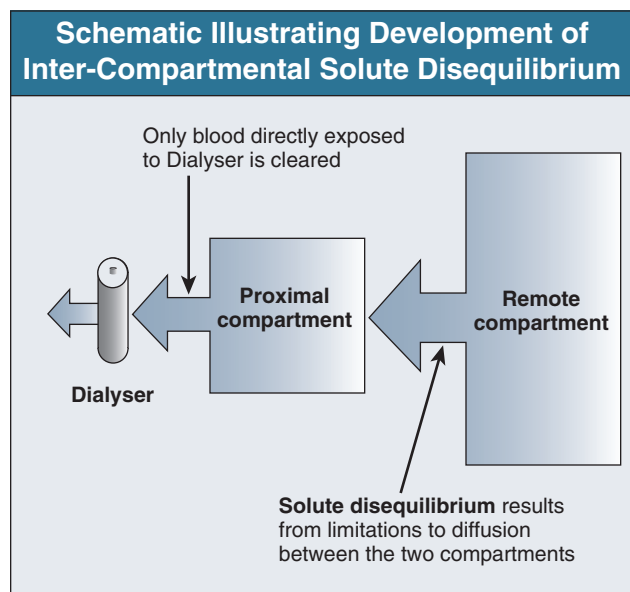 Schematic Illustrating Development of
Inter-Compartmental Solute Disequilibrium
Only blood directly exposed
to Dialyser is cleared
Proximal
compartment
Remote
compartment
Dialyser
Solute disequilibrium results
from limitations to diffusion
between the two compartments